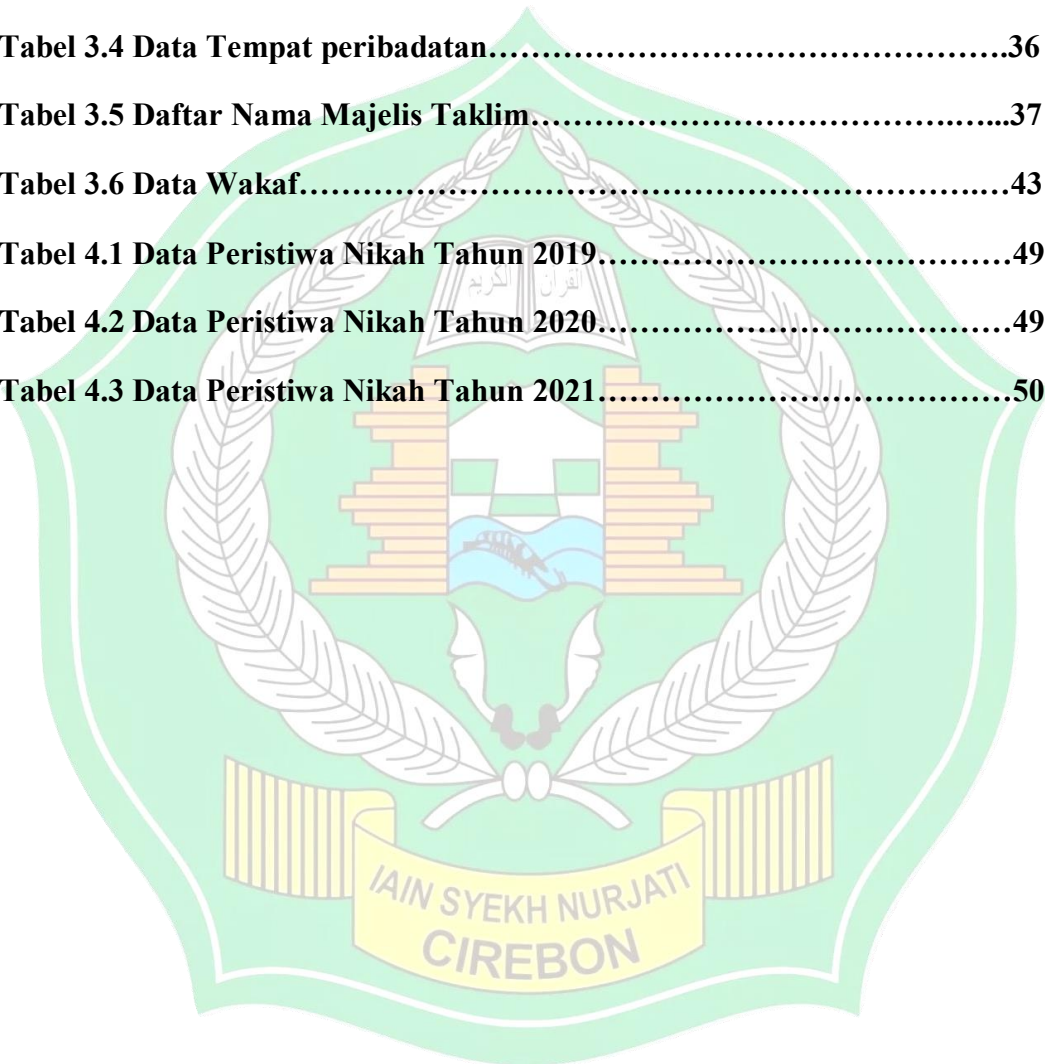 Tabel 3.4 Data Tempat peribadatan………………………………………….36
Tabel 3.5 Daftar Nama Majelis Taklim………………………………….…...37
Tabel 3.6 Data Wakaf……………………………………………………….…43
Tabel 4.1 Data Peristiwa Nikah Tahun 2019…………………………………49
Tabel 4.2 Data Peristiwa Nikah Tahun 2020…………………………………49
Tabel 4.3 Data Peristiwa Nikah Tahun 2021…………………………………50
القرآن الكريم
IAIN SYEKH NURJATI
CIREBON